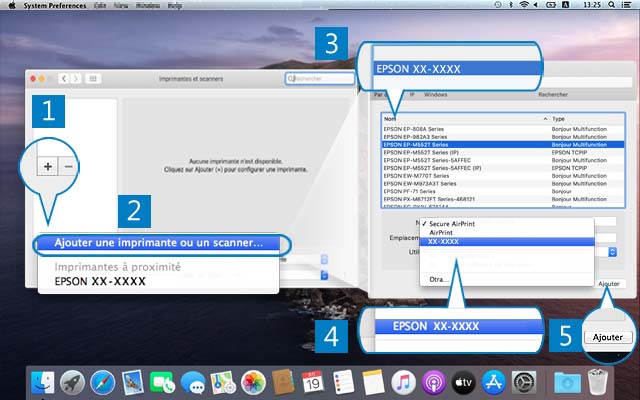 System Preferences Edit View Window Help
A
13:25
3
EPSON XX-XXXX
Imprimantes et scanners
Rechercher
IP Windows
Rechercher
1
+ −
Nom
Type
EPSON EP-808A Series Bonjour Multifunction
EPSON EP-982A3 Series Bonjour Multifunction
EPSON EP-M552T Series Bonjour Multifunction
EPSON EP-M552T Series (IP) EPSON TCPIP
EPSON EP-M552T Series-5AFFEC Bonjour Multifunction
EPSON EP-M552T Series-5AFFEC (IP) EPSON TCPIP
EPSON EW-M770T Series Bonjour Multifunction
EPSON EW-M973A3T Series Bonjour Multifunction
EPSON PF-71 Series Bonjour Multifunction
EPSON PX-M6712FT Series-468121 Bonjour Multifunction
Aucune imprimante n'est disponible.
Cliquez sur Ajouter (+) pour configurer une imprimante.
2
Ajouter une imprimante ou un scanner...
Imprimantes à proximité
EPSON XX-XXXX
N
Emplacem
Util
✓ Secure AirPrint
AirPrint
XX-XXXX
Otra...
Ajouter
4
EPSON XX-XXXX
5
Ajouter
19
tv